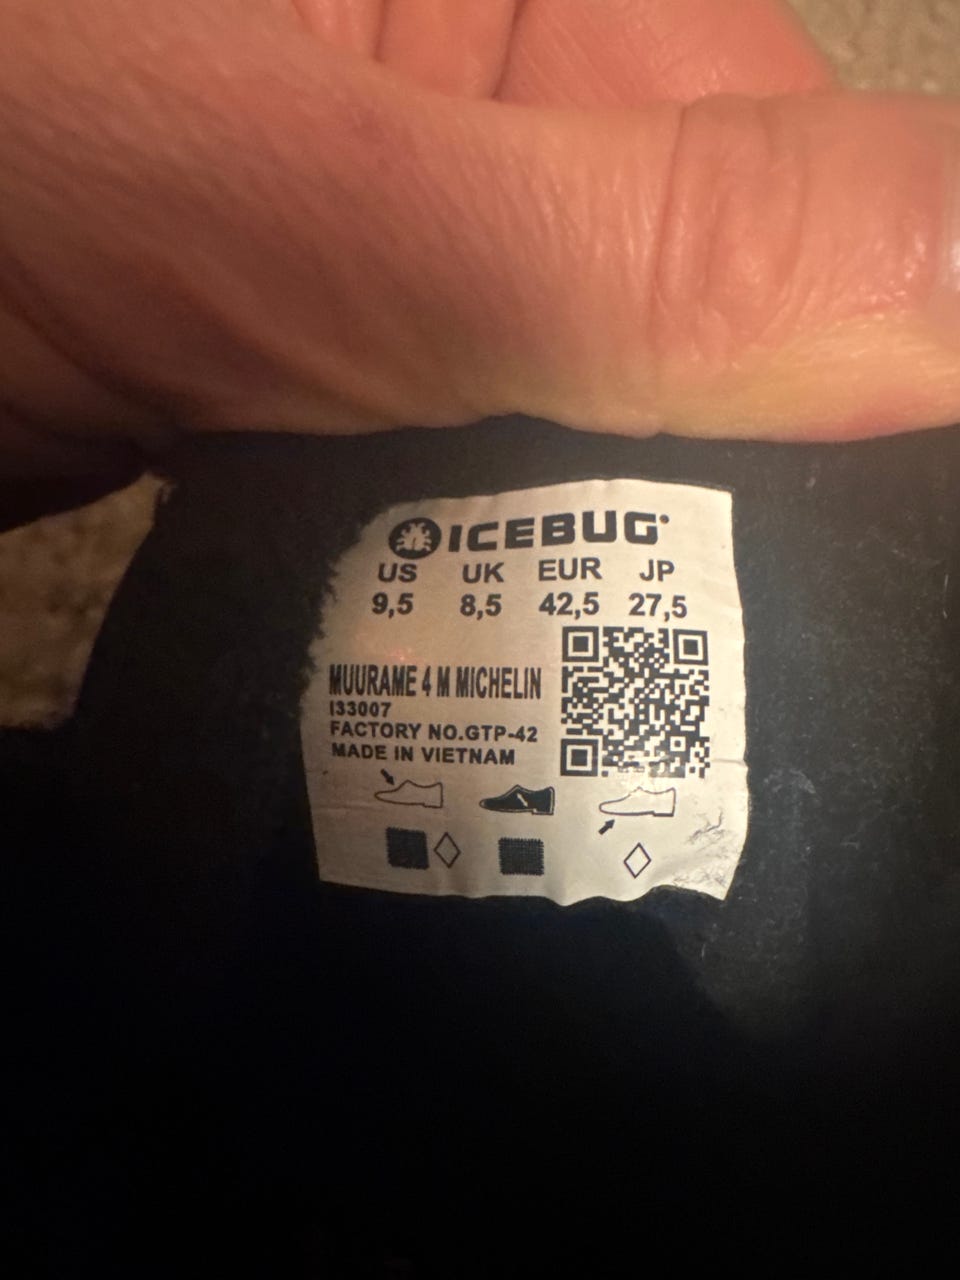 ICEBUG
US UK EUR JP
9,5 8,5 42,5 27,5
MUURAME 4 M MICHELIN
I33007
FACTORY NO.GTP-42
MADE IN VIETNAM